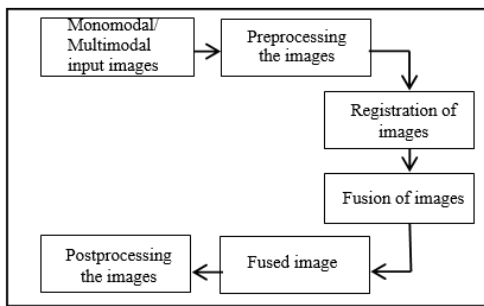 Monomodal/
Multimodal
input images
Preprocessing
the images
Registration of
images
Fusion of images
Fused image
Postprocessing
the images